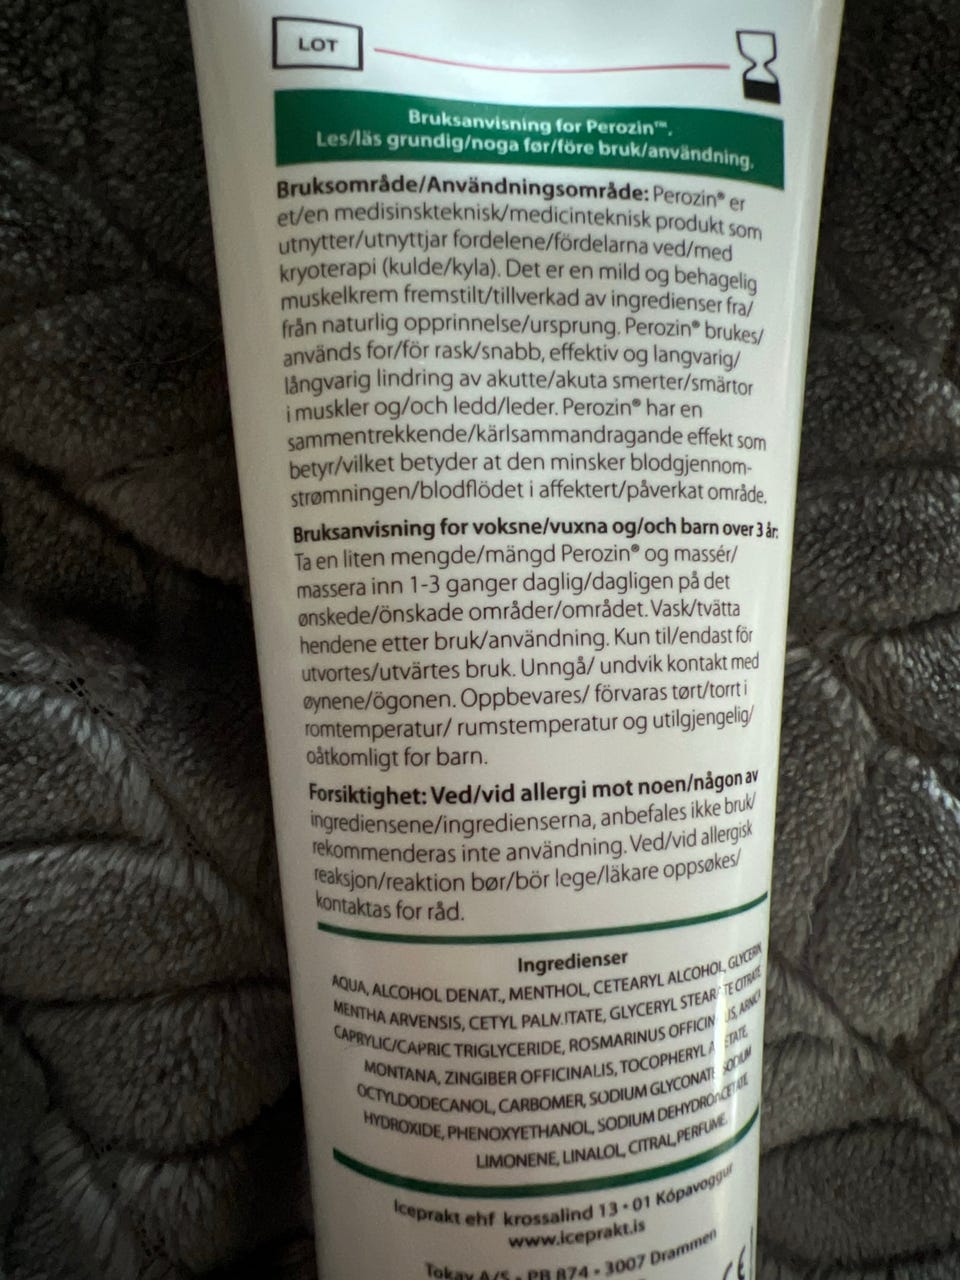 LOT
Bruksanvisning for Perozin™.
Les/läs grundig/noga før/före bruk/användning.
Bruksområde/Användningsområde: Perozin® er
et/en medisinskteknisk/medicinteknisk produkt som
utnytter/utnyttjar fordelene/fördelarna ved/med
kryoterapi (kulde/kyla). Det er en mild og behagelig
muskelkrem fremstilt/tillverkad av ingredienser fra/
från naturlig opprinnelse/ursprung. Perozin® brukes/
används for/för rask/snabb, effektiv og langvarig/
långvarig lindring av akutte/akuta smerter/smärtor
i muskler og/och ledd/leder. Perozin® har en
sammentrekkende/kärlsammandragande effekt som
betyr/vilket betyder at den minsker blodgjennom-
strømningen/blodflödet i affektert/påverkat område.
Bruksanvisning for voksne/vuxna og/och barn over 3 år:
Ta en liten mengde/mängd Perozin® og massér/
massera inn 1-3 ganger daglig/dagligen på det
ønskede/önskade områder/området. Vask/tvätta
hendene etter bruk/användning. Kun til/endast för
utvortes/utvärtes bruk. Unngå/ undvik kontakt med
øynene/ögonen. Oppbevares/ förvaras tørt/torrt i
romtemperatur/ rumstemperatur og utilgjengelig/
oåtkomligt for barn.
Forsiktighet: Ved/vid allergi mot noen/någon av
ingrediensene/ingredienserna, anbefales ikke bruk/
rekommenderas inte användning. Ved/vid allergisk
reaksjon/reaktion bør/bör lege/läkare oppsøkes/
kontaktas for råd.
Ingredienser
AQUA, ALCOHOL DENAT., MENTHOL, CETEARYL ALCOHOL, GLYCERIN
MENTHA ARVENSIS, CETYL PALMITATE, GLYCERYL STEARATE CITRATE
CAPRYLIC/CAPRIC TRIGLYCERIDE, ROSMARINUS OFFICINALIS, ARNICA
MONTANA, ZINGIBER OFFICINALIS, TOCOPHERYL ACETATE,
OCTYLDODECANOL, CARBOMER, SODIUM GLYCONATE SODIUM
HYDROXIDE, PHENOXYETHANOL, SODIUM DEHYDROACETATE
LIMONENE, LINALOL, CITRAL, PERFUME.
Iceprakt ehf krossalind 13 • 01 Kópavoggur
www.iceprakt.is
Tokay A/S • PB 874 • 3007 Drammen
CE